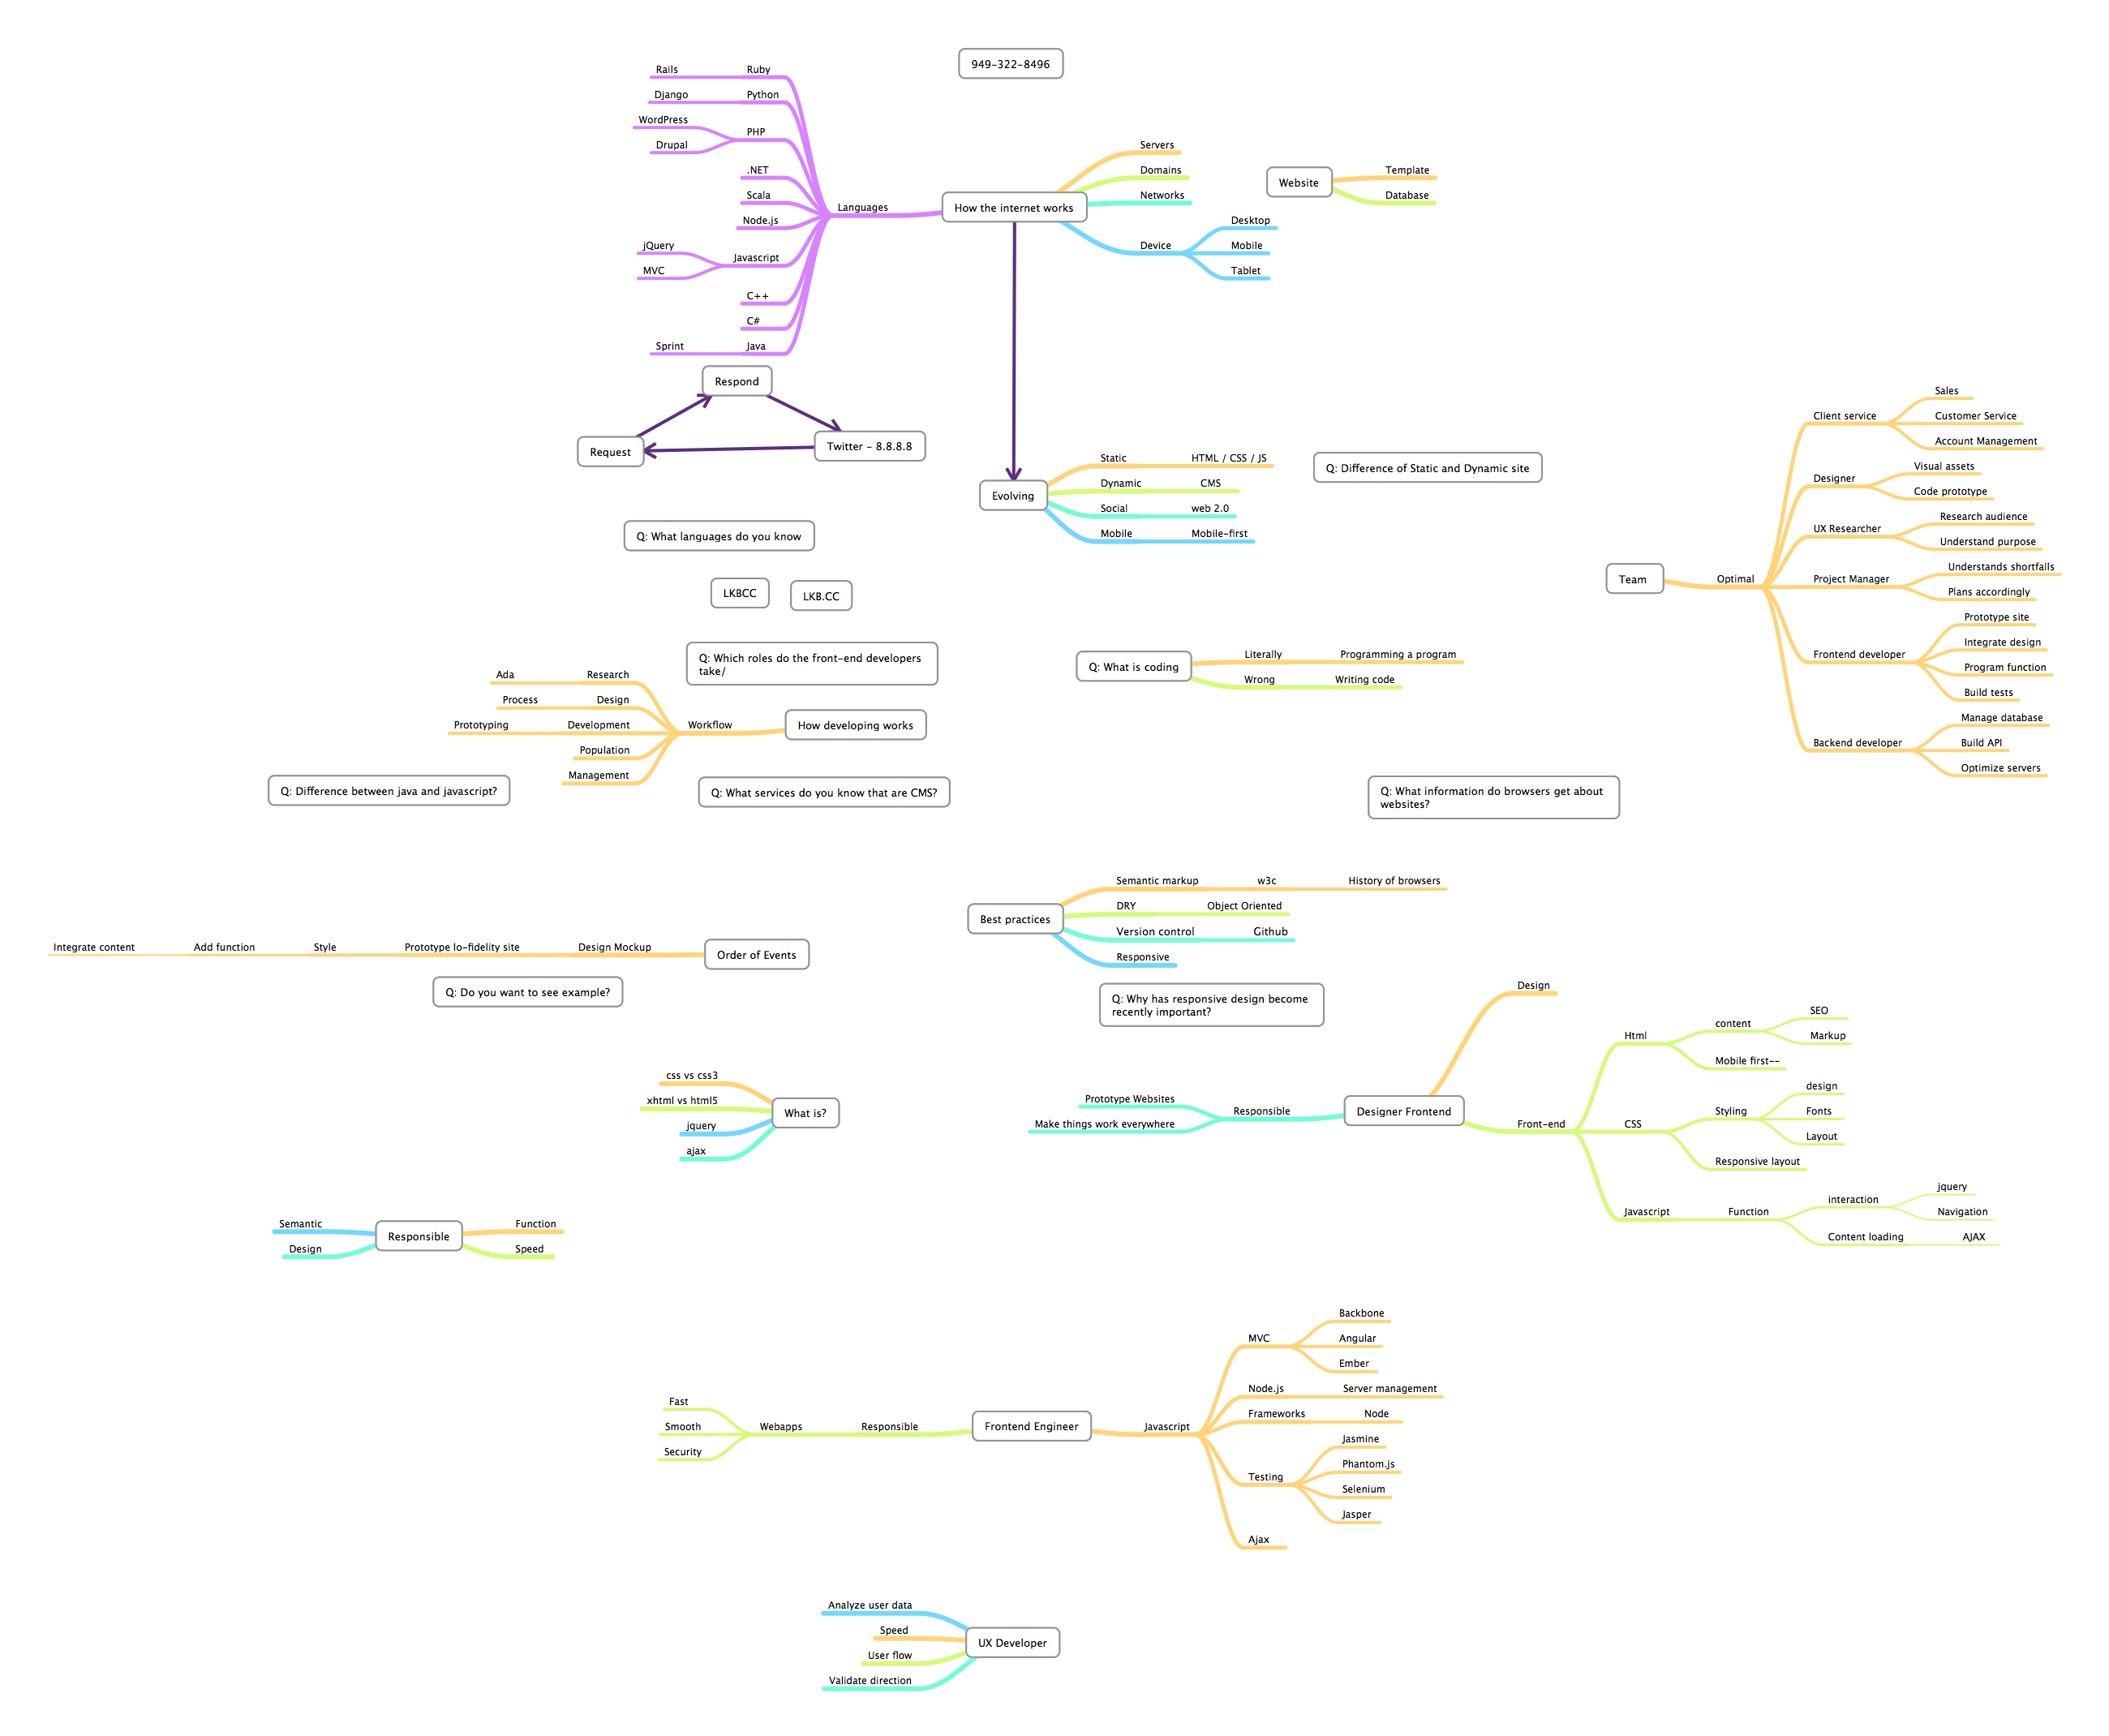 949-322-8496
Rails
Ruby
Django
Python
WordPress
PHP
Drupal
.NET
Scala
Node.js
jQuery
Javascript
MVC
C++
C#
Sprint
Java
Languages
How the internet works
Servers
Domains
Networks
Device
Desktop
Mobile
Tablet
Website
Template
Database
Respond
Request
Twitter - 8.8.8.8
Evolving
Static
HTML / CSS / JS
Dynamic
CMS
Social
web 2.0
Mobile
Mobile-first
Q: Difference of Static and Dynamic site
Q: What languages do you know
LKBCC
LKB.CC
Team
Optimal
Client service
Sales
Customer Service
Account Management
Designer
Visual assets
Code prototype
UX Researcher
Research audience
Understand purpose
Project Manager
Understands shortfalls
Plans accordingly
Frontend developer
Prototype site
Integrate design
Program function
Build tests
Backend developer
Manage database
Build API
Optimize servers
Q: Which roles do the front-end developers
take/
Q: What is coding
Literally
Programming a program
Wrong
Writing code
Ada
Research
Process
Design
Prototyping
Development
Population
Management
Workflow
How developing works
Q: Difference between java and javascript?
Q: What services do you know that are CMS?
Q: What information do browsers get about
websites?
Best practices
Semantic markup
w3c
History of browsers
DRY
Object Oriented
Version control
Github
Responsive
Integrate content
Add function
Style
Prototype lo-fidelity site
Design Mockup
Order of Events
Q: Do you want to see example?
Q: Why has responsive design become
recently important?
css vs css3
xhtml vs html5
jquery
ajax
What is?
Prototype Websites
Make things work everywhere
Responsible
Designer Frontend
Design
Front-end
Html
content
SEO
Markup
Mobile first--
CSS
Styling
design
Fonts
Layout
Responsive layout
Javascript
Function
interaction
jquery
Navigation
Content loading
AJAX
Semantic
Design
Responsible
Function
Speed
Fast
Smooth
Security
Webapps
Responsible
Frontend Engineer
Javascript
MVC
Backbone
Angular
Ember
Node.js
Server management
Frameworks
Node
Testing
Jasmine
Phantom.js
Selenium
Jasper
Ajax
Analyze user data
Speed
User flow
Validate direction
UX Developer